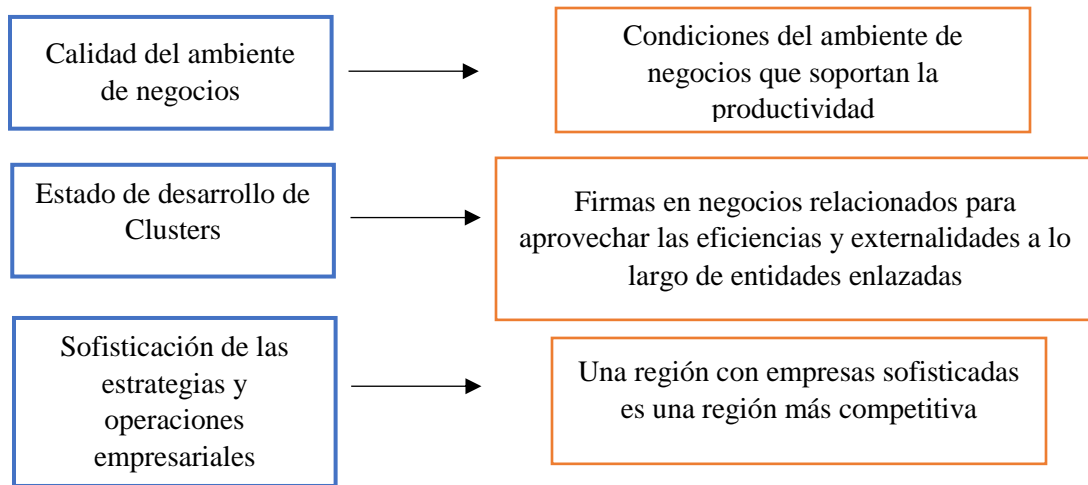 Calidad del ambiente
de negocios
Condiciones del ambiente de
negocios que soportan la
productividad
Estado de desarrollo de
Clusters
Firmas en negocios relacionados para
aprovechar las eficiencias y externalidades a lo
largo de entidades enlazadas
Sofisticación de las
estrategias y
operaciones
empresariales
Una región con empresas sofisticadas
es una región más competitiva